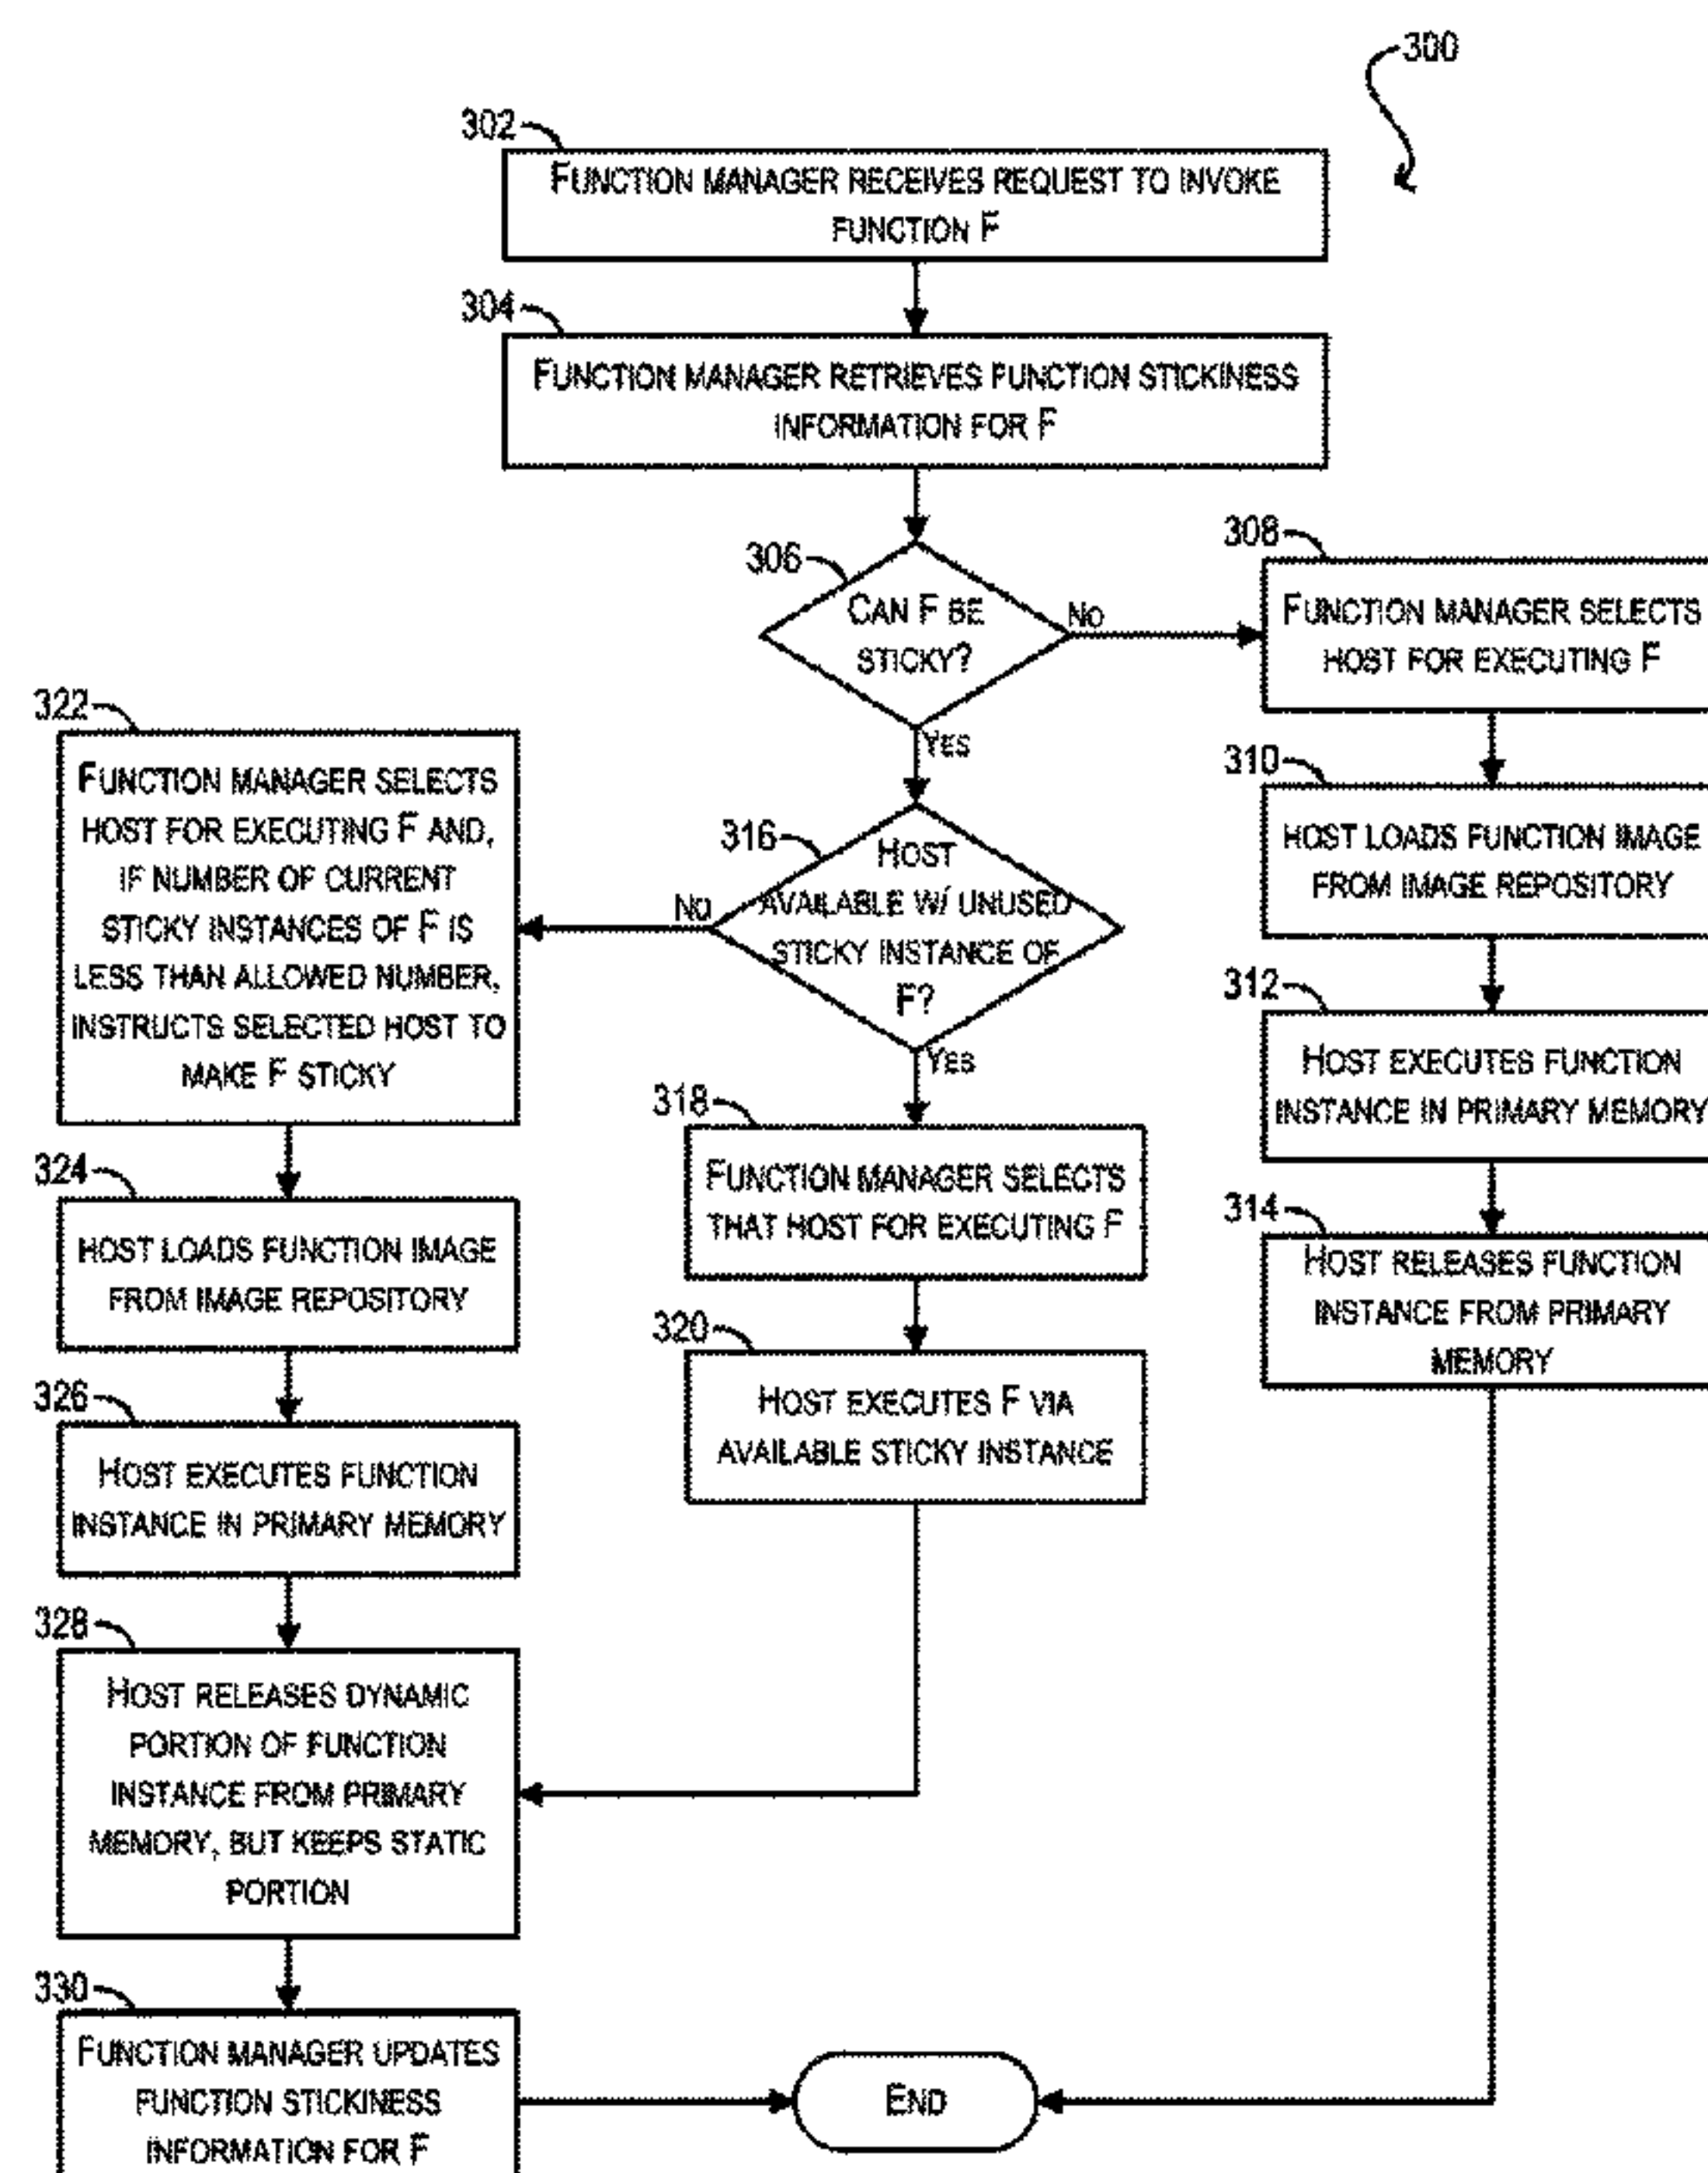 300
302
FUNCTION MANAGER RECEIVES REQUEST TO INVOKE
FUNCTION F
304
FUNCTION MANAGER RETRIEVES FUNCTION STICKINESS
INFORMATION FOR F
306
CAN F BE
STICKY?
NO
YES
308
FUNCTION MANAGER SELECTS
HOST FOR EXECUTING F
310
HOST LOADS FUNCTION IMAGE
FROM IMAGE REPOSITORY
312
HOST EXECUTES FUNCTION
INSTANCE IN PRIMARY MEMORY
314
HOST RELEASES FUNCTION
INSTANCE FROM PRIMARY
MEMORY
316
HOST
AVAILABLE W/ UNUSED
STICKY INSTANCE OF
F?
NO
YES
318
FUNCTION MANAGER SELECTS
THAT HOST FOR EXECUTING F
320
HOST EXECUTES F VIA
AVAILABLE STICKY INSTANCE
322
FUNCTION MANAGER SELECTS
HOST FOR EXECUTING F AND,
IF NUMBER OF CURRENT
STICKY INSTANCES OF F IS
LESS THAN ALLOWED NUMBER,
INSTRUCTS SELECTED HOST TO
MAKE F STICKY
324
HOST LOADS FUNCTION IMAGE
FROM IMAGE REPOSITORY
326
HOST EXECUTES FUNCTION
INSTANCE IN PRIMARY MEMORY
328
HOST RELEASES DYNAMIC
PORTION OF FUNCTION
INSTANCE FROM PRIMARY
MEMORY, BUT KEEPS STATIC
PORTION
330
FUNCTION MANAGER UPDATES
FUNCTION STICKINESS
INFORMATION FOR F
END